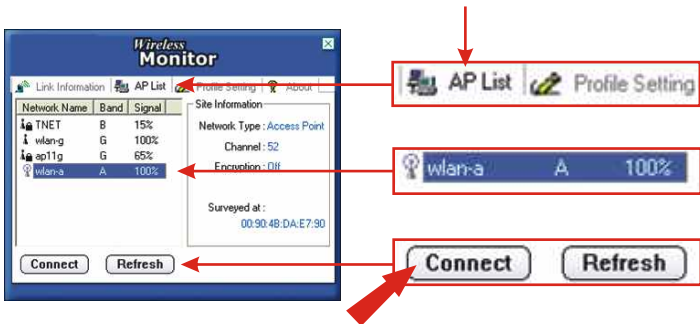 Wireless
Monitor
Link Information AP List Profile Setting About
Network Name Band Signal
TNET B 15%
wlan-g G 100%
ap11g G 65%
wlan-a A 100%
Site Information
Network Type : Access Point
Channel : 52
Encryption : Off
Surveyed at :
00:90:4B:DA:E7:90
Connect Refresh
AP List Profile Setting
wlan-a A 100%
Connect Refresh